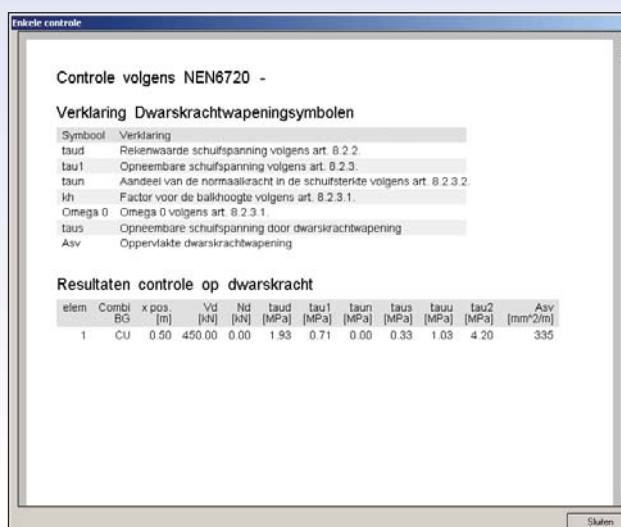 Enkele controle
Controle volgens NEN6720 -
Verklaring Dwarskrachtwapeningsymbolen
Symbool Verklaring
taud Rekenwaarde schuifspanning volgens art. 8.2.2.
tau1 Opneembare schuifspanning volgens art. 8.2.3.
taun Aandeel van de normaalkracht in de schuifsterkte volgens art. 8.2.3.2.
kh Factor voor de balkhoogte volgens art. 8.2.3.1.
Omega 0 Omega 0 volgens art. 8.2.3.1.
taus Opneembare schuifspanning door dwarskrachtwapening
Asv Oppervlakte dwarskrachtwapening
Resultaten controle op dwarskracht
elem Combi x pos. Vd Nd taud tau1 taun taus tauu tau2 Asv
BG [m] [kN] [kN] [MPa] [MPa] [MPa] [MPa] [MPa] [MPa] [mm^2/m]
1 CU 0.50 450.00 0.00 1.93 0.71 0.00 0.33 1.03 4.20 335
Sluiten